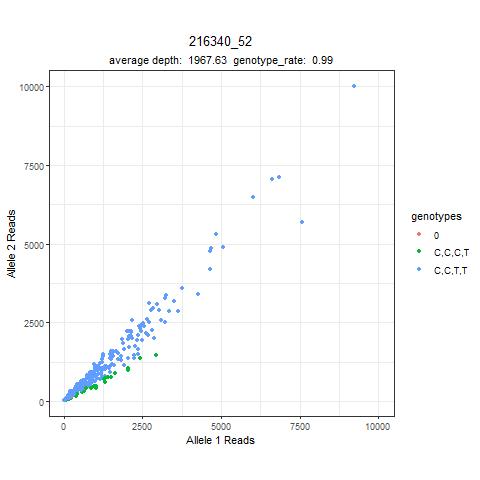 216340_52
average depth:  1967.63  genotype_rate:  0.99
10000
7500
5000
2500
0
Allele 2 Reads
0
2500
5000
7500
10000
Allele 1 Reads
genotypes
0
C,C,C,T
C,C,T,T